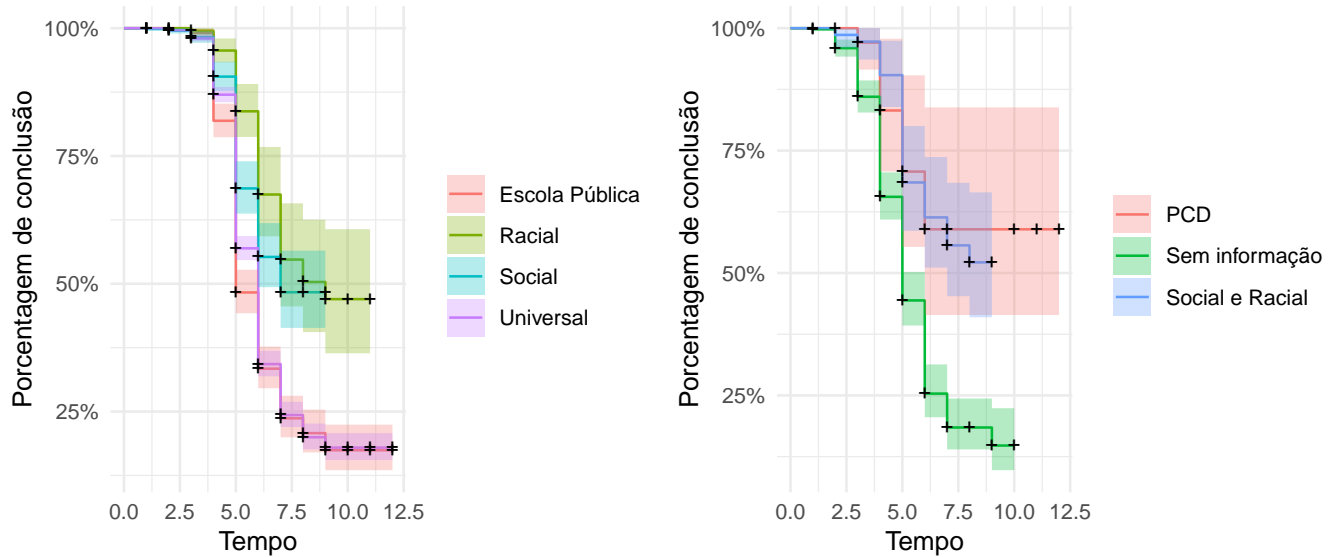 Porcentagem de conclusão
100%
75%
50%
25%
0.0 2.5 5.0 7.5 10.0 12.5
Tempo
Escola Pública
Racial
Social
Universal
Porcentagem de conclusão
100%
75%
50%
25%
0.0 2.5 5.0 7.5 10.0 12.5
Tempo
PCD
Sem informação
Social e Racial